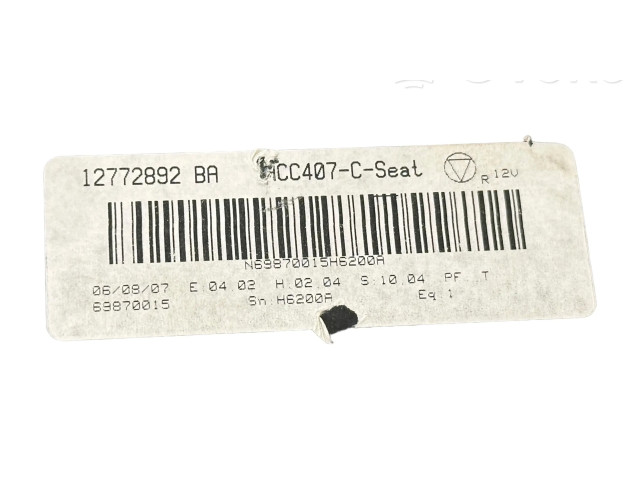 12772892 BA ACC407-C-Seat R 12V
N69870015H6200A
06/08/07 E:04.02 H:02.04 S:10.04 PF .T
69870015 Sn:H6200A Eq 1